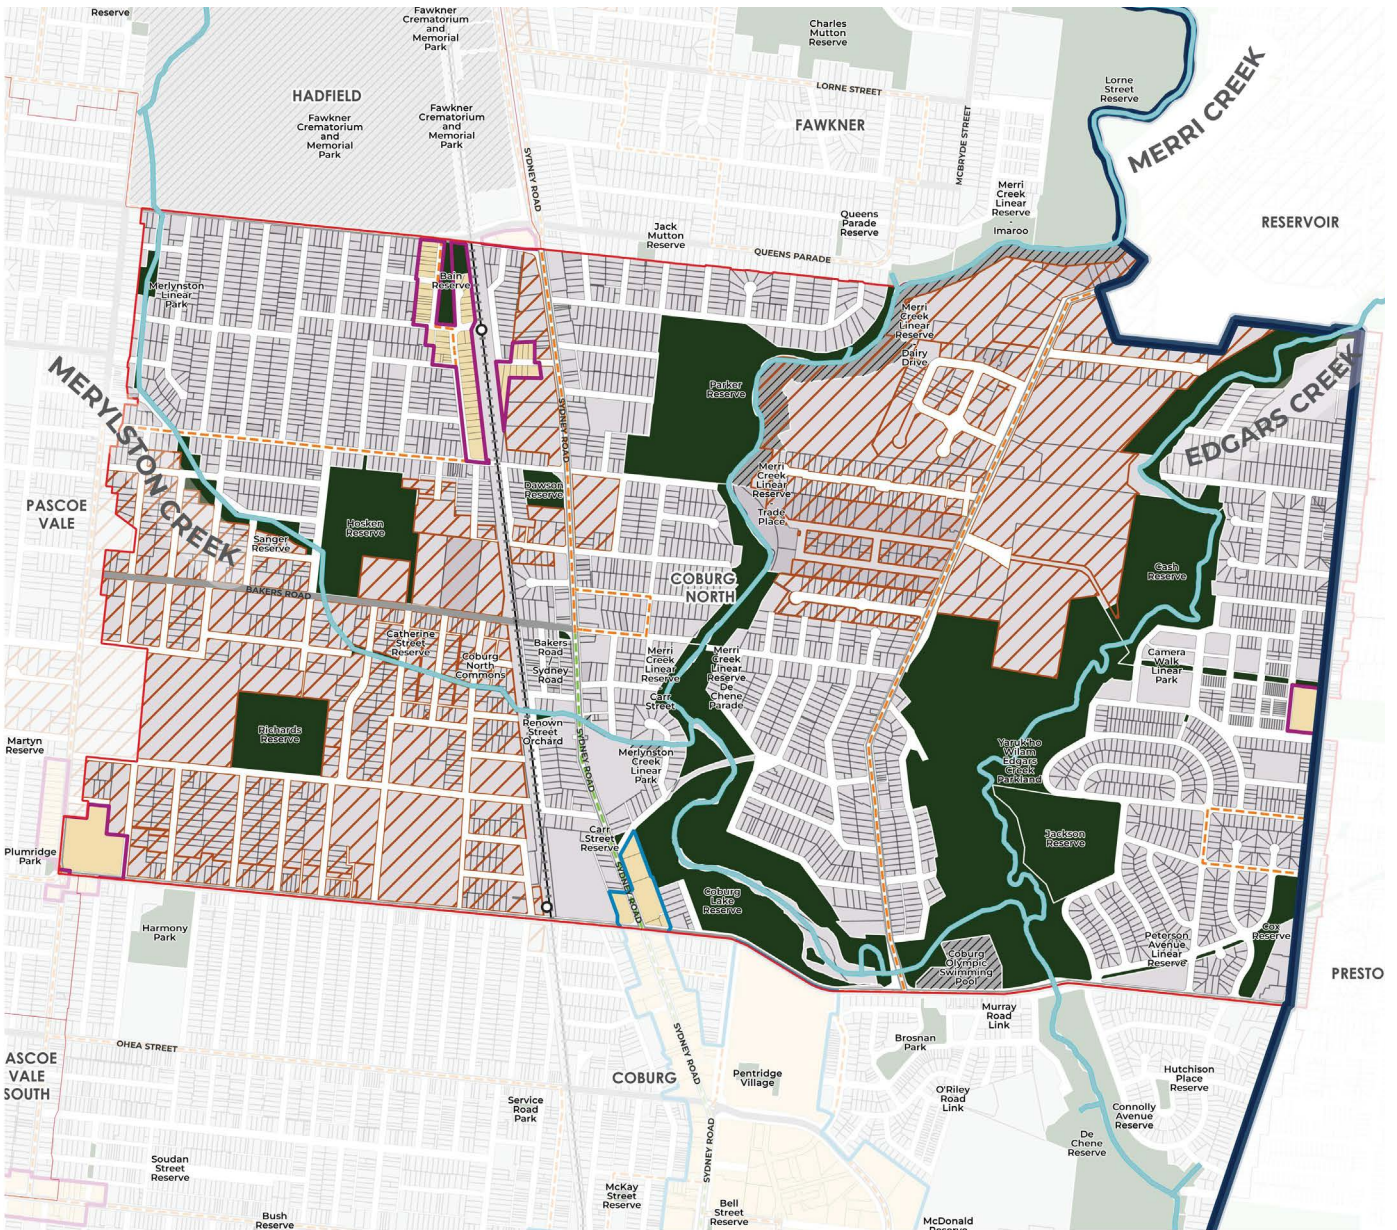 Reserve
Fawkner
Crematorium
and
Memorial
Park
Charles
Mutton
Reserve
HADFIELD
Fawkner
Crematorium
and
Memorial
Park
Fawkner
Crematorium
and
Memorial
Park
SYDNEY ROAD
LORNE STREET
FAWKNER
MCBRYDE STREET
Lorne
Street
Reserve
MERRI CREEK
Merri
Creek
Linear
Reserve
-
Imaroo
RESERVOIR
Jack
Mutton
Reserve
Queens
Parade
Reserve
QUEENS PARADE
Merlynston
Linear
Park
Bain
Reserve
Merri
Creek
Linear
Reserve
-
Dairy
Drive
MERYLSTON CREEK
Parker
Reserve
SYDNEY ROAD
EDGARS CREEK
PASCOE
VALE
Dawson
Reserve
Merri
Creek
Linear
Reserve
-
Trade
Place
Hosken
Reserve
Sanger
Reserve
COBURG
NORTH
Cash
Reserve
BAKERS ROAD
Catherine
Street
Reserve
Coburg
North
Commons
Bakers
Road
/
Sydney
Road
Merri
Creek
Linear
Reserve
-
Carr
Street
Merri
Creek
Linear
Reserve
De
Chene
Parade
Camera
Walk
Linear
Park
Richards
Reserve
Renown
Street
Orchard
SYDNEY ROAD
Merlynston
Creek
Linear
Park
Yaruk'ho
Wilam
Edgars
Creek
Parkland
Martyn
Reserve
Carr
Street
Reserve
Jackson
Reserve
Plumridge
Park
SYDNEY ROAD
Coburg
Lake
Reserve
Harmony
Park
Coburg
Olympic
Swimming
Pool
Peterson
Avenue
Linear
Reserve
Cox
Reserve
PRESTO
Murray
Road
Link
OHEA STREET
SYDNEY ROAD
Brosnan
Park
ASCOE
VALE
SOUTH
COBURG
Pentridge
Village
Hutchison
Place
Reserve
O'Riley
Road
Link
Service
Road
Park
Connolly
Avenue
Reserve
De
Chene
Reserve
SYDNEY ROAD
Soudan
Street
Reserve
McKay
Street
Reserve
Bell
Street
Reserve
Bush
Reserve
McDonald
Reserve